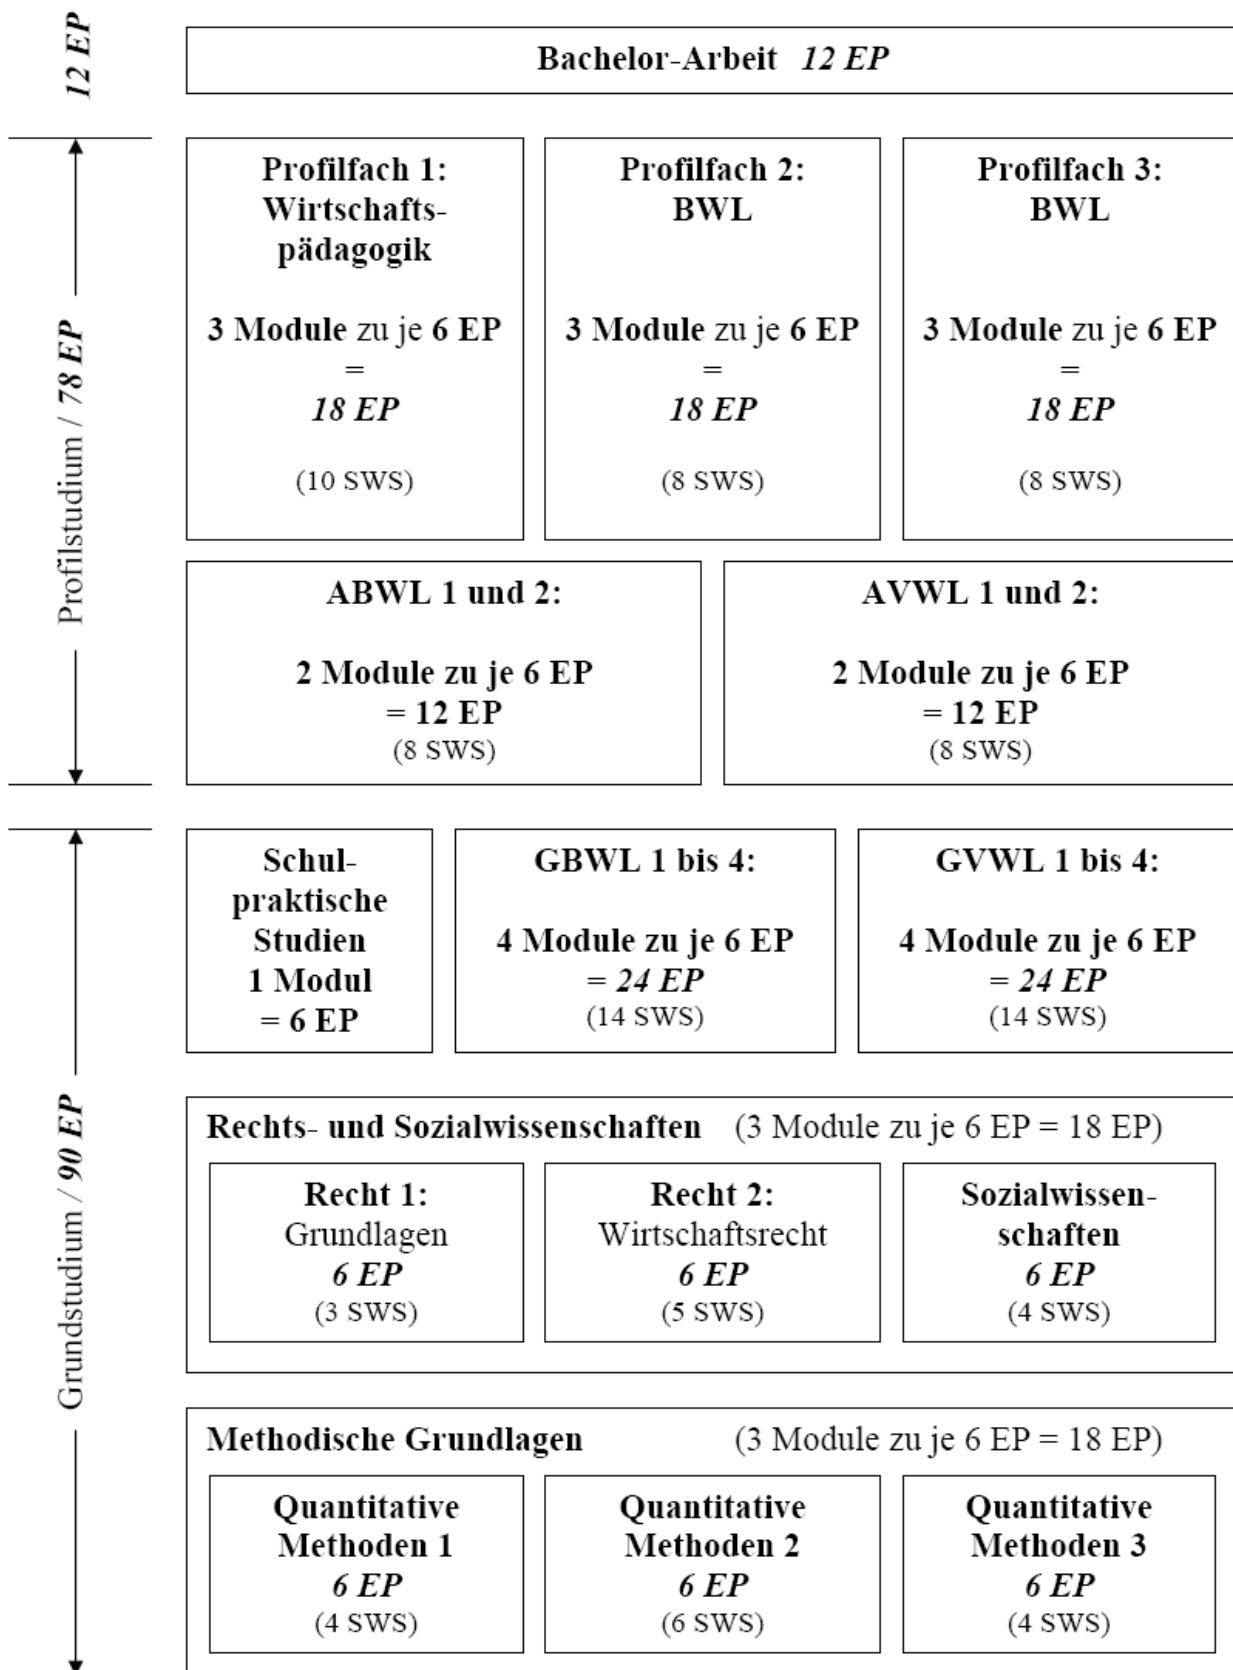 12 EP
Bachelor-Arbeit 12 EP
Profilstudium / 78 EP
Profilfach 1:
Wirtschafts-
pädagogik
3 Module zu je 6 EP
=
18 EP
(10 SWS)
Profilfach 2:
BWL
3 Module zu je 6 EP
=
18 EP
(8 SWS)
Profilfach 3:
BWL
3 Module zu je 6 EP
=
18 EP
(8 SWS)
ABWL 1 und 2:
2 Module zu je 6 EP
= 12 EP
(8 SWS)
AVWL 1 und 2:
2 Module zu je 6 EP
= 12 EP
(8 SWS)
Grundstudium / 90 EP
Schul-
praktische
Studien
1 Modul
= 6 EP
GBWL 1 bis 4:
4 Module zu je 6 EP
= 24 EP
(14 SWS)
GVWL 1 bis 4:
4 Module zu je 6 EP
= 24 EP
(14 SWS)
Rechts- und Sozialwissenschaften (3 Module zu je 6 EP = 18 EP)
Recht 1:
Grundlagen
6 EP
(3 SWS)
Recht 2:
Wirtschaftsrecht
6 EP
(5 SWS)
Sozialwissen-
schaften
6 EP
(4 SWS)
Methodische Grundlagen (3 Module zu je 6 EP = 18 EP)
Quantitative
Methoden 1
6 EP
(4 SWS)
Quantitative
Methoden 2
6 EP
(6 SWS)
Quantitative
Methoden 3
6 EP
(4 SWS)